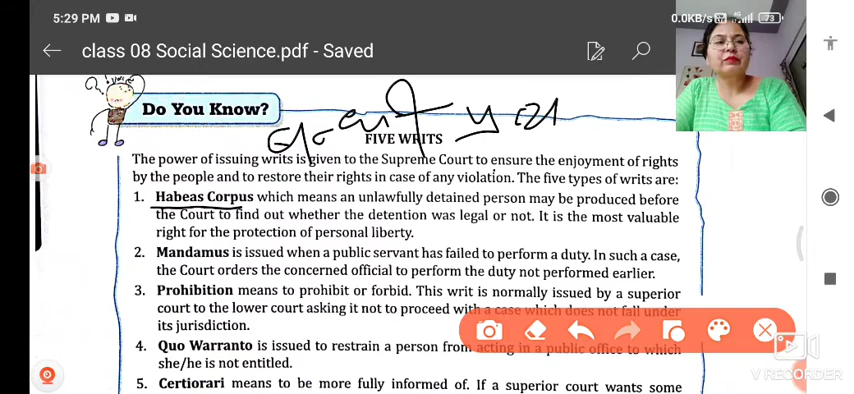 5:29 PM
0.0KB/s 4G 73
class 08 Social Science.pdf - Saved
Do You Know?
FIVE WRITS
The power of issuing writs is given to the Supreme Court to ensure the enjoyment of rights
by the people and to restore their rights in case of any violation. The five types of writs are:
1. Habeas Corpus which means an unlawfully detained person may be produced before
the Court to find out whether the detention was legal or not. It is the most valuable
right for the protection of personal liberty.
2. Mandamus is issued when a public servant has failed to perform a duty. In such a case,
the Court orders the concerned official to perform the duty not performed earlier.
3. Prohibition means to prohibit or forbid. This writ is normally issued by a superior
court to the lower court asking it not to proceed with a case which does not fall under
its jurisdiction.
4. Quo Warranto is issued to restrain a person from acting in a public office to which
she/he is not entitled.
5. Certiorari means to be more fully informed of. If a superior court wants some
V RECORDER